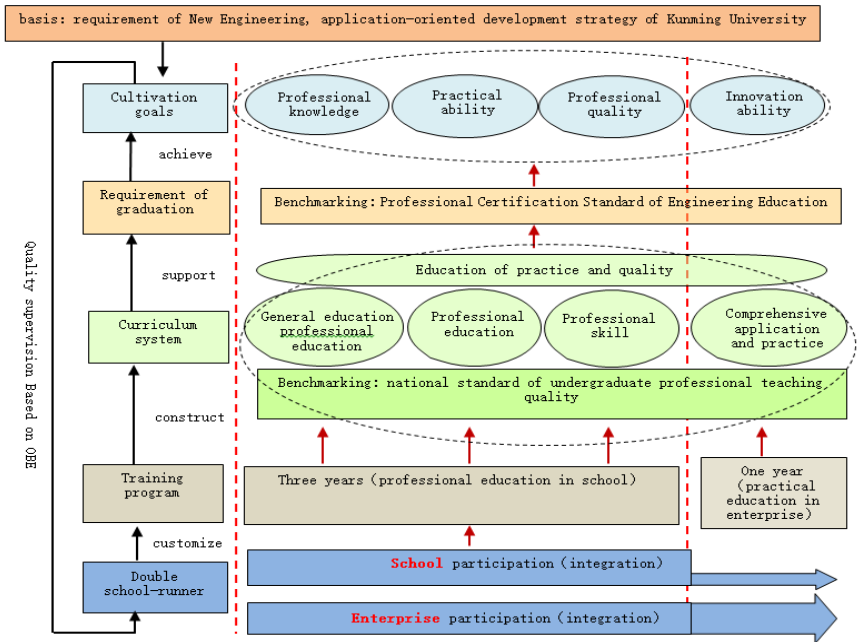 basis: requirement of New Engineering, application-oriented development strategy of Kunming University
Cultivation
goals
Professional
knowledge
Practical
ability
Professional
quality
Innovation
ability
achieve
Requirement of
graduation
Benchmarking: Professional Certification Standard of Engineering Education
support
Education of practice and quality
Curriculum
system
General education
professional
education
Professional
education
Professional
skill
Comprehensive
application
and practice
Benchmarking: national standard of undergraduate professional teaching
quality
construct
Quality supervision Based on OBE
Training
program
Three years (professional education in school)
One year
(practical
education in
enterprise)
customize
Double
school-runner
School participation (integration)
Enterprise participation (integration)